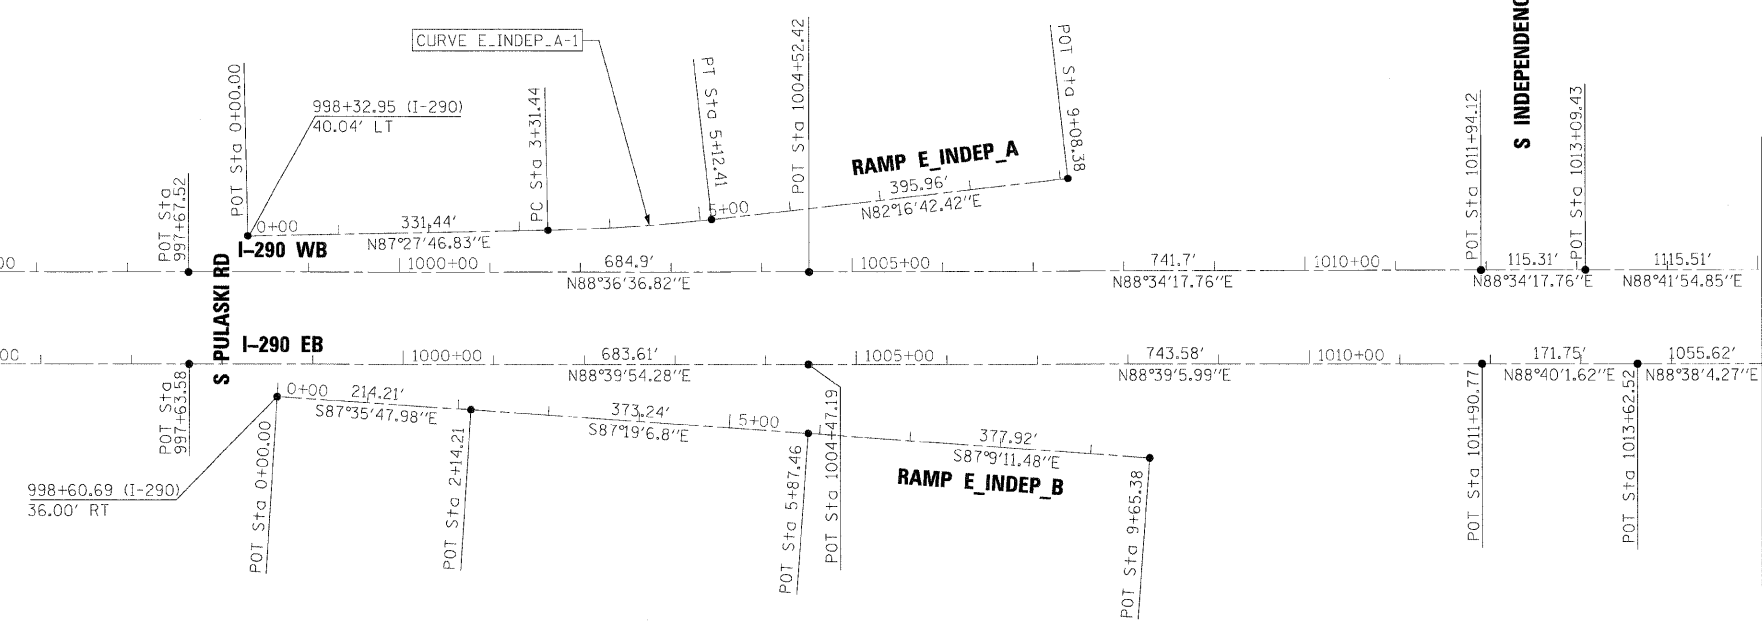 CURVE E_INDEP_A-1
POT Sta 0+00.00
998+32.95 (I-290)
40.04' LT
PC Sta 3+31.44
PT Sta 5+12.41
POT Sta 1004+52.42
POT Sta 9+08.38
POT Sta 1011+94.12
POT Sta 1013+09.43
POT Sta
997+67.52
RAMP E_INDEP_A
395.96'
N82°16'42.42"E
5+00
0+00
331.44'
N87°27'46.83"E
I-290 WB
00
1000+00
684.9'
N88°36'36.82"E
1005+00
741.7'
N88°34'17.76"E
1010+00
115.31'
N88°34'17.76"E
1115.51'
N88°41'54.85"E
S PULASKI RD
I-290 EB
00
1000+00
683.61'
N88°39'54.28"E
1005+00
743.58'
N88°39'5.99"E
1010+00
171.75'
N88°40'1.62"E
1055.62'
N88°38'4.27"E
POT Sta
997+63.58
0+00
214.21'
S87°35'47.98"E
373.24'
S87°19'6.8"E
5+00
377.92'
S87°9'11.48"E
RAMP E_INDEP_B
998+60.69 (I-290)
36.00' RT
POT Sta 0+00.00
POT Sta 2+14.21
POT Sta 5+87.46
POT Sta 1004+47.19
POT Sta 9+65.38
POT Sta 1011+90.77
POT Sta 1013+62.52
S INDEPENDENC